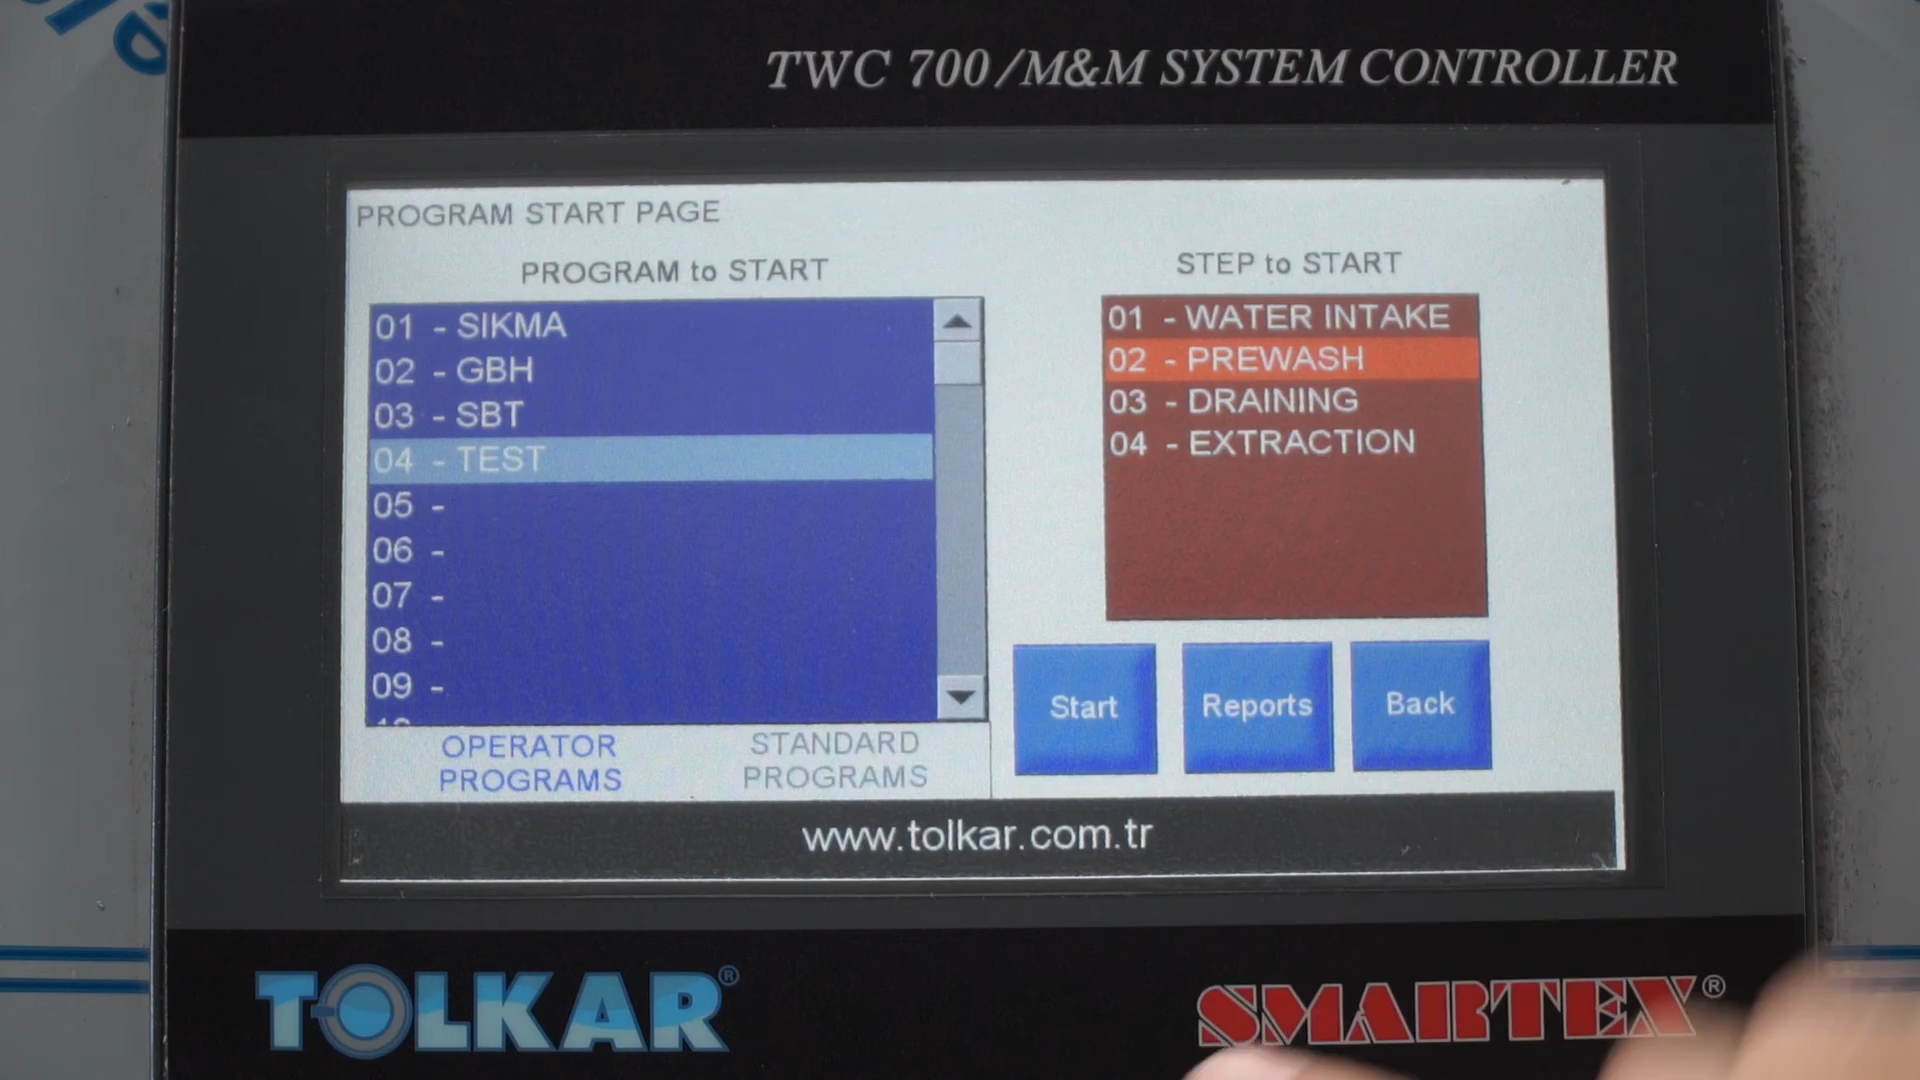 TWC 700/M&M SYSTEM CONTROLLER
PROGRAM START PAGE
PROGRAM to START
01 - SIKMA
02 - GBH
03 - SBT
04 - TEST
05 -
06 -
07 -
08 -
09 -
OPERATOR
PROGRAMS
STANDARD
PROGRAMS
STEP to START
01 - WATER INTAKE
02 - PREWASH
03 - DRAINING
04 - EXTRACTION
Start
Reports
Back
www.tolkar.com.tr
TOLKAR®
SMARTEX®